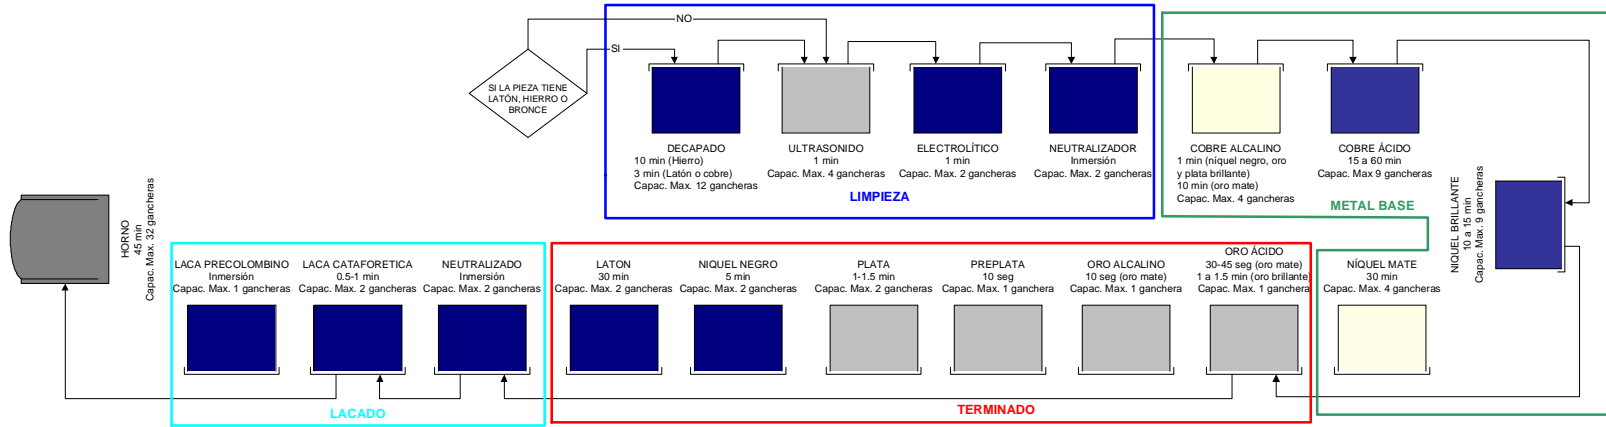 NO
SI
SI LA PIEZA TIENE
LATÓN, HIERRO O
BRONCE
DECAPADO
10 min (Hierro)
3 min (Latón o cobre)
Capac. Max. 12 gancheras
ULTRASONIDO
1 min
Capac. Max. 4 gancheras
ELECTROLÍTICO
1 min
Capac. Max. 2 gancheras
NEUTRALIZADOR
Inmersión
Capac. Max. 2 gancheras
LIMPIEZA
COBRE ALCALINO
1 min (níquel negro, oro
y plata brillante)
10 min (oro mate)
Capac. Max. 4 gancheras
COBRE ÁCIDO
15 a 60 min
Capac. Max 9 gancheras
METAL BASE
NIQUEL BRILLANTE
10 a 15 min
Capac. Max. 9 gancheras
HORNO
45 min
Capac. Max. 32 gancheras
LACA PRECOLOMBINO
Inmersión
Capac. Max. 1 gancheras
LACA CATAFORETICA
0.5-1 min
Capac. Max. 2 gancheras
NEUTRALIZADO
Inmersión
Capac. Max. 2 gancheras
LACADO
LATON
30 min
Capac. Max. 2 gancheras
NIQUEL NEGRO
5 min
Capac. Max. 2 gancheras
PLATA
1-1.5 min
Capac. Max. 2 gancheras
PREPLATA
10 seg
Capac. Max. 1 ganchera
ORO ALCALINO
10 seg (oro mate)
Capac. Max. 1 ganchera
ORO ÁCIDO
30-45 seg (oro mate)
1 a 1.5 min (oro brillante)
Capac. Max. 1 ganchera
TERMINADO
NÍQUEL MATE
30 min
Capac. Max. 4 gancheras